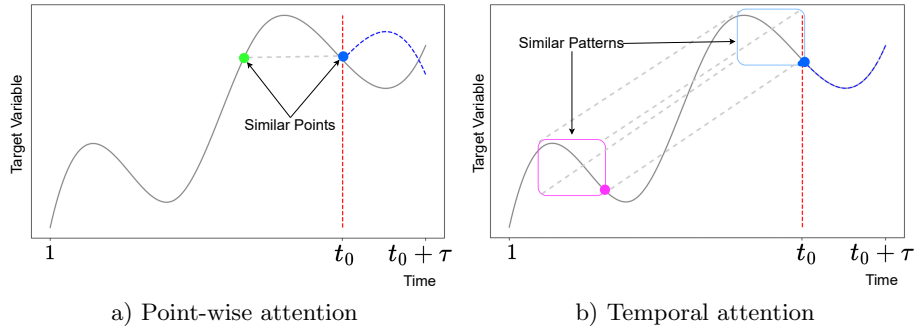 Target Variable
Similar Points
1
t₀
t₀ + τ
Time
a) Point-wise attention
Target Variable
Similar Patterns
1
t₀
t₀ + τ
Time
b) Temporal attention